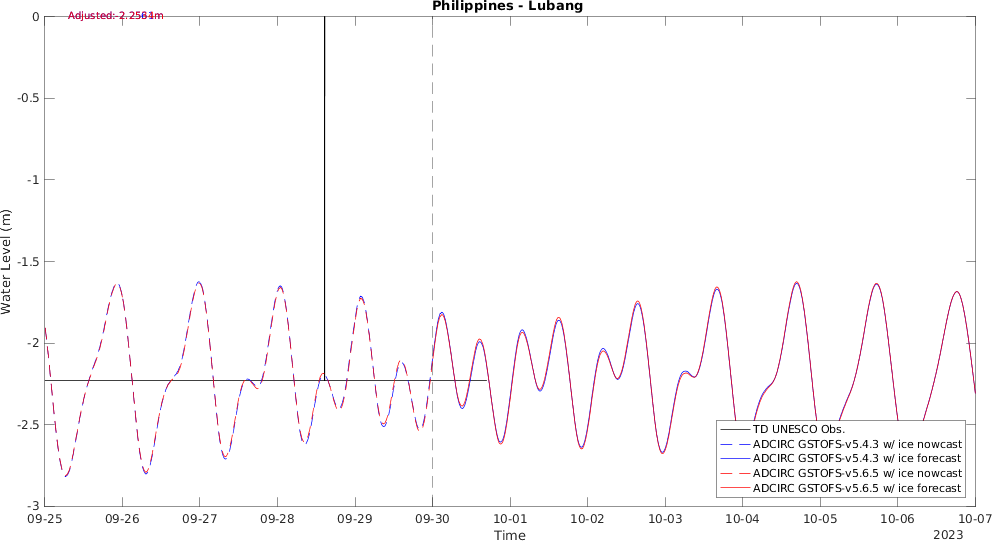 Philippines - Lubang
Adjusted:
0
-0.5
-1
-1.5
-2
-2.5
-3
Water Level (m)
09-25 09-26 09-27 09-28 09-29 09-30 10-01 10-02 10-03 10-04 10-05 10-06 10-07
2023
Time
TD UNESCO Obs.
ADCIRC GSTOFS-v5.4.3 w/ ice nowcast
ADCIRC GSTOFS-v5.4.3 w/ ice forecast
ADCIRC GSTOFS-v5.6.5 w/ ice nowcast
ADCIRC GSTOFS-v5.6.5 w/ ice forecast